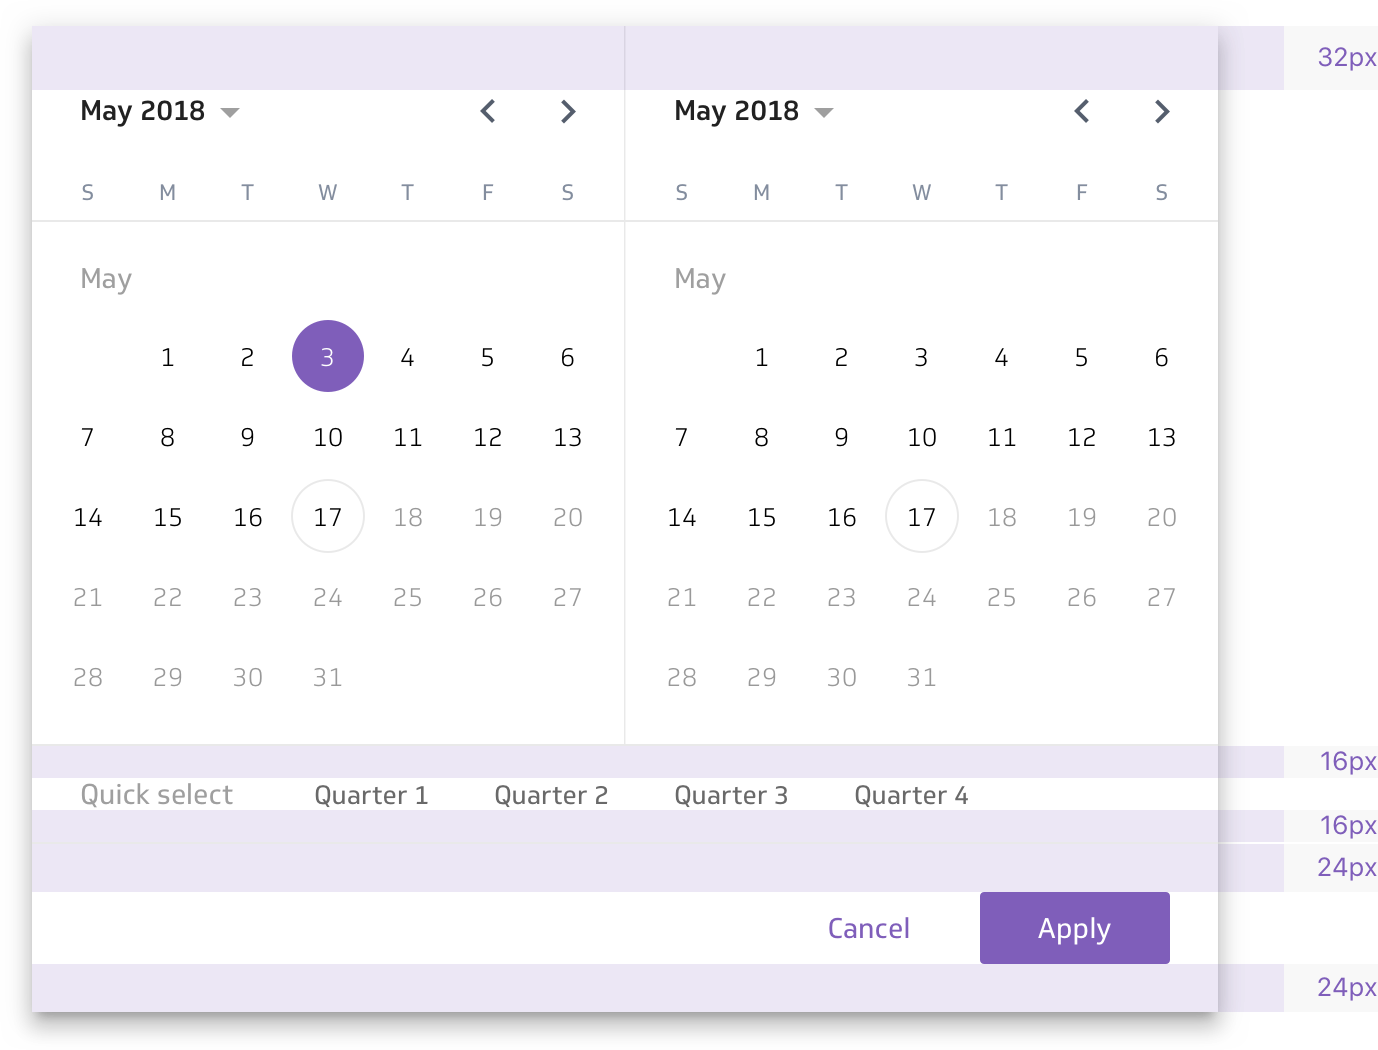 32px
May 2018 May 2018
S M T W T F S S M T W T F S
May May
1 2 3 4 5 6 1 2 3 4 5 6
7 8 9 10 11 12 13 7 8 9 10 11 12 13
14 15 16 17 18 19 20 14 15 16 17 18 19 20
21 22 23 24 25 26 27 21 22 23 24 25 26 27
28 29 30 31 28 29 30 31
16px
Quick select Quarter 1 Quarter 2 Quarter 3 Quarter 4
16px
24px
Cancel Apply
24px